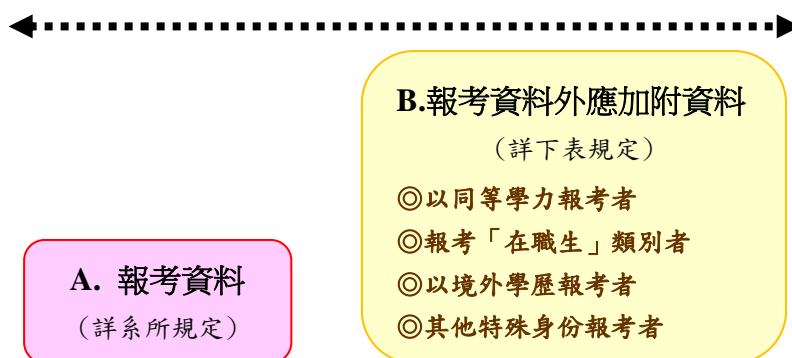 B.報考資料外應加附資料
（詳下表規定）
◎以同等學力報考者
◎報考「在職生」類別者
◎以境外學歷報考者
◎其他特殊身份報考者
A. 報考資料
（詳系所規定）